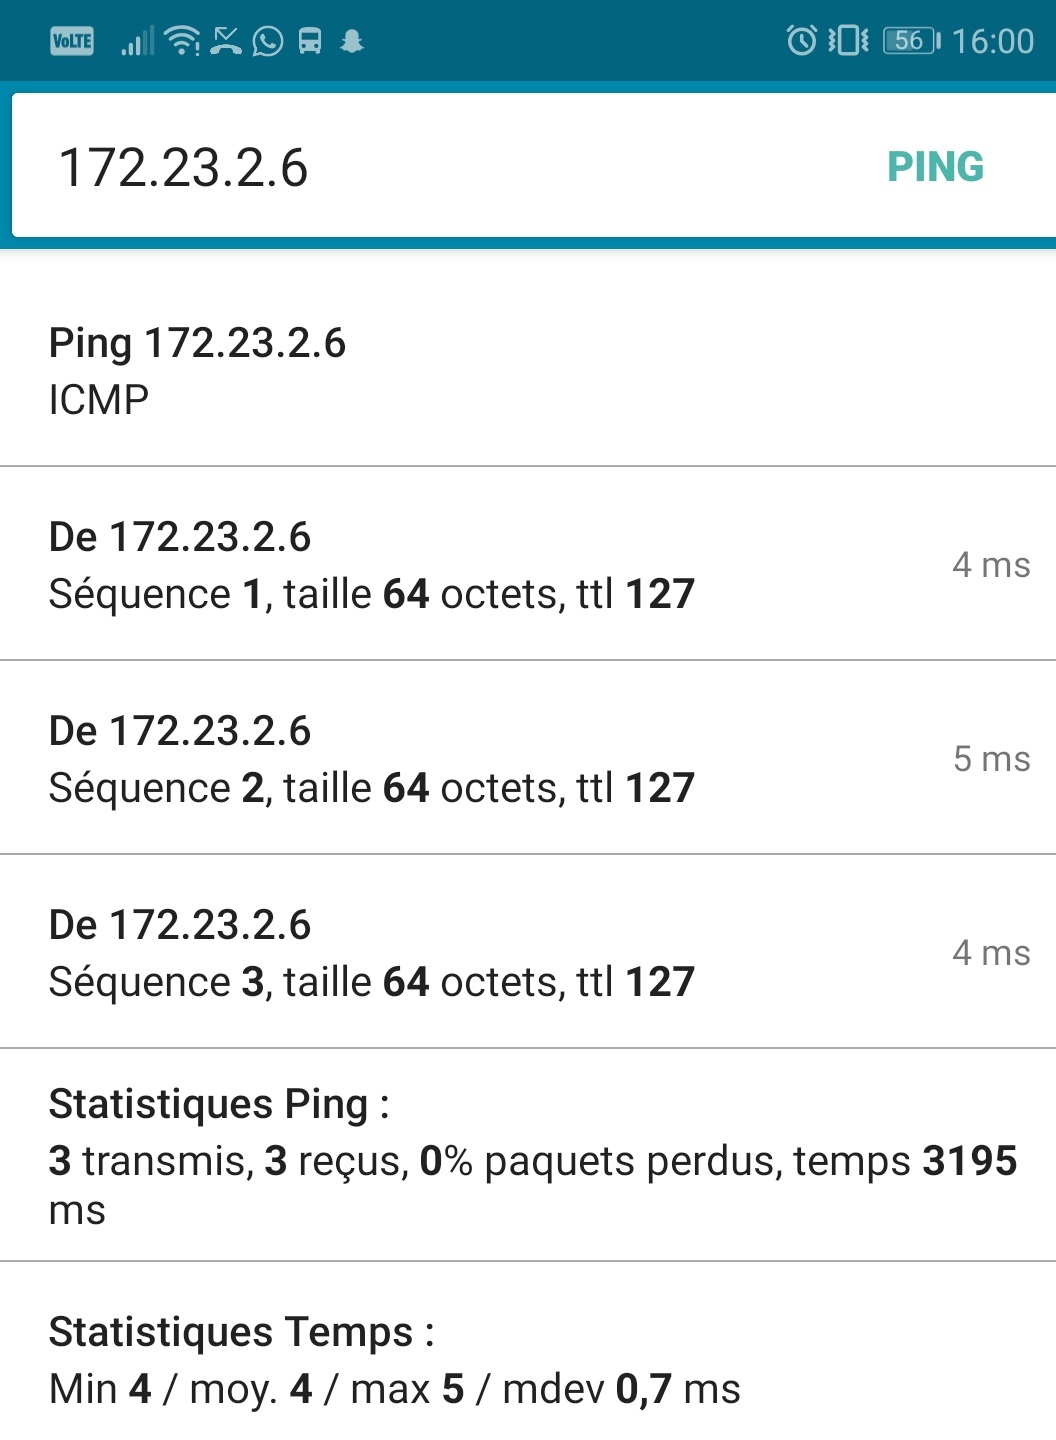 VoLTE 56 16:00
172.23.2.6 PING
Ping 172.23.2.6
ICMP
De 172.23.2.6
Séquence 1, taille 64 octets, ttl 127
4 ms
De 172.23.2.6
Séquence 2, taille 64 octets, ttl 127
5 ms
De 172.23.2.6
Séquence 3, taille 64 octets, ttl 127
4 ms
Statistiques Ping :
3 transmis, 3 reçus, 0% paquets perdus, temps 3195
ms
Statistiques Temps :
Min 4 / moy. 4 / max 5 / mdev 0,7 ms